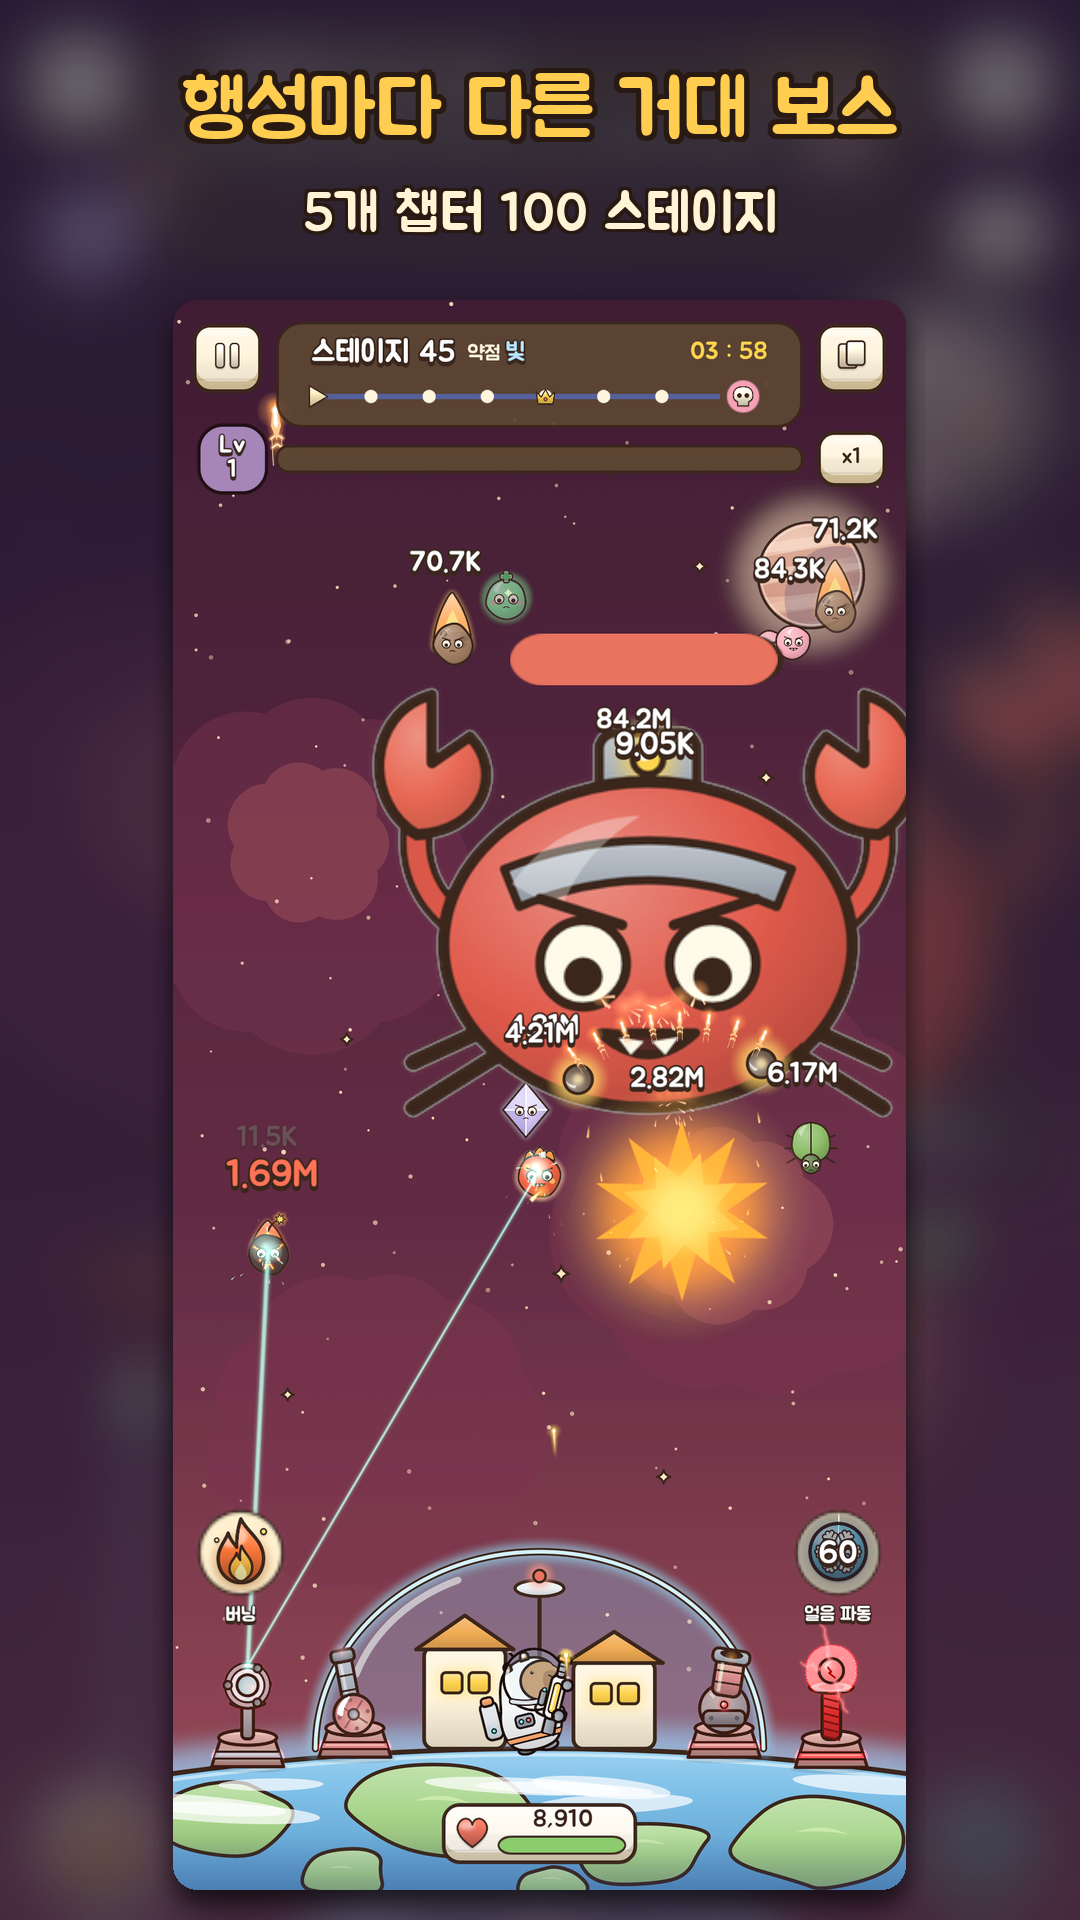 행성마다 다른 거대 보스
5개 챕터 100 스테이지
스테이지 45 약점 빛 03 : 58
Lv
1
x1
71.2K
70.7K
84.3K
84.2M
9.05K
4.21M
2.82M
6.17M
11.5K
1.69M
60
버닝
얼음 파동
8,910